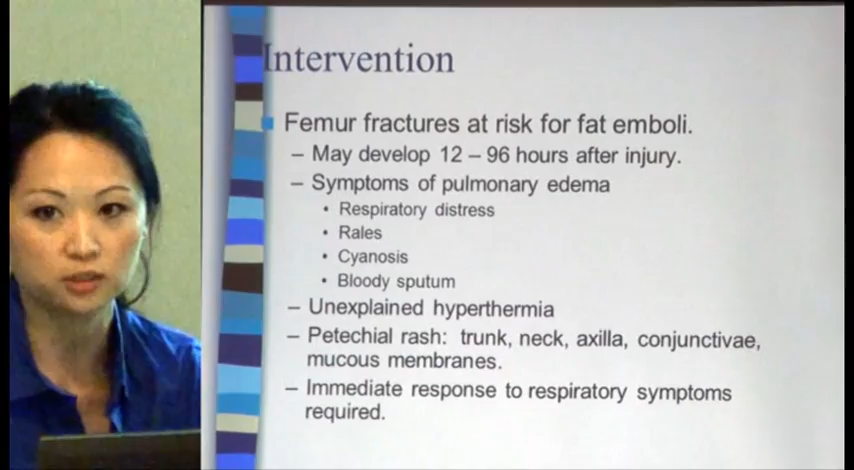 Intervention
Femur fractures at risk for fat emboli.
– May develop 12 – 96 hours after injury.
– Symptoms of pulmonary edema
• Respiratory distress
• Rales
• Cyanosis
• Bloody sputum
– Unexplained hyperthermia
– Petechial rash: trunk, neck, axilla, conjunctivae,
mucous membranes.
– Immediate response to respiratory symptoms
required.